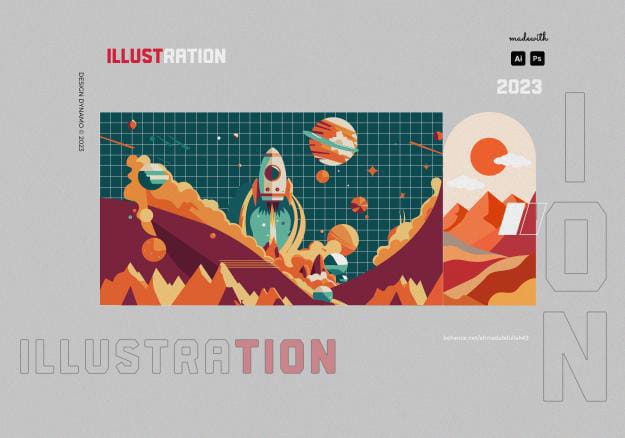 madewith
ILLUSTRATION
Ai Ps
2023
DESIGN DYNAMO © 2023
ION
behance.net/ahmadabdullah43
ILLUSTRATION